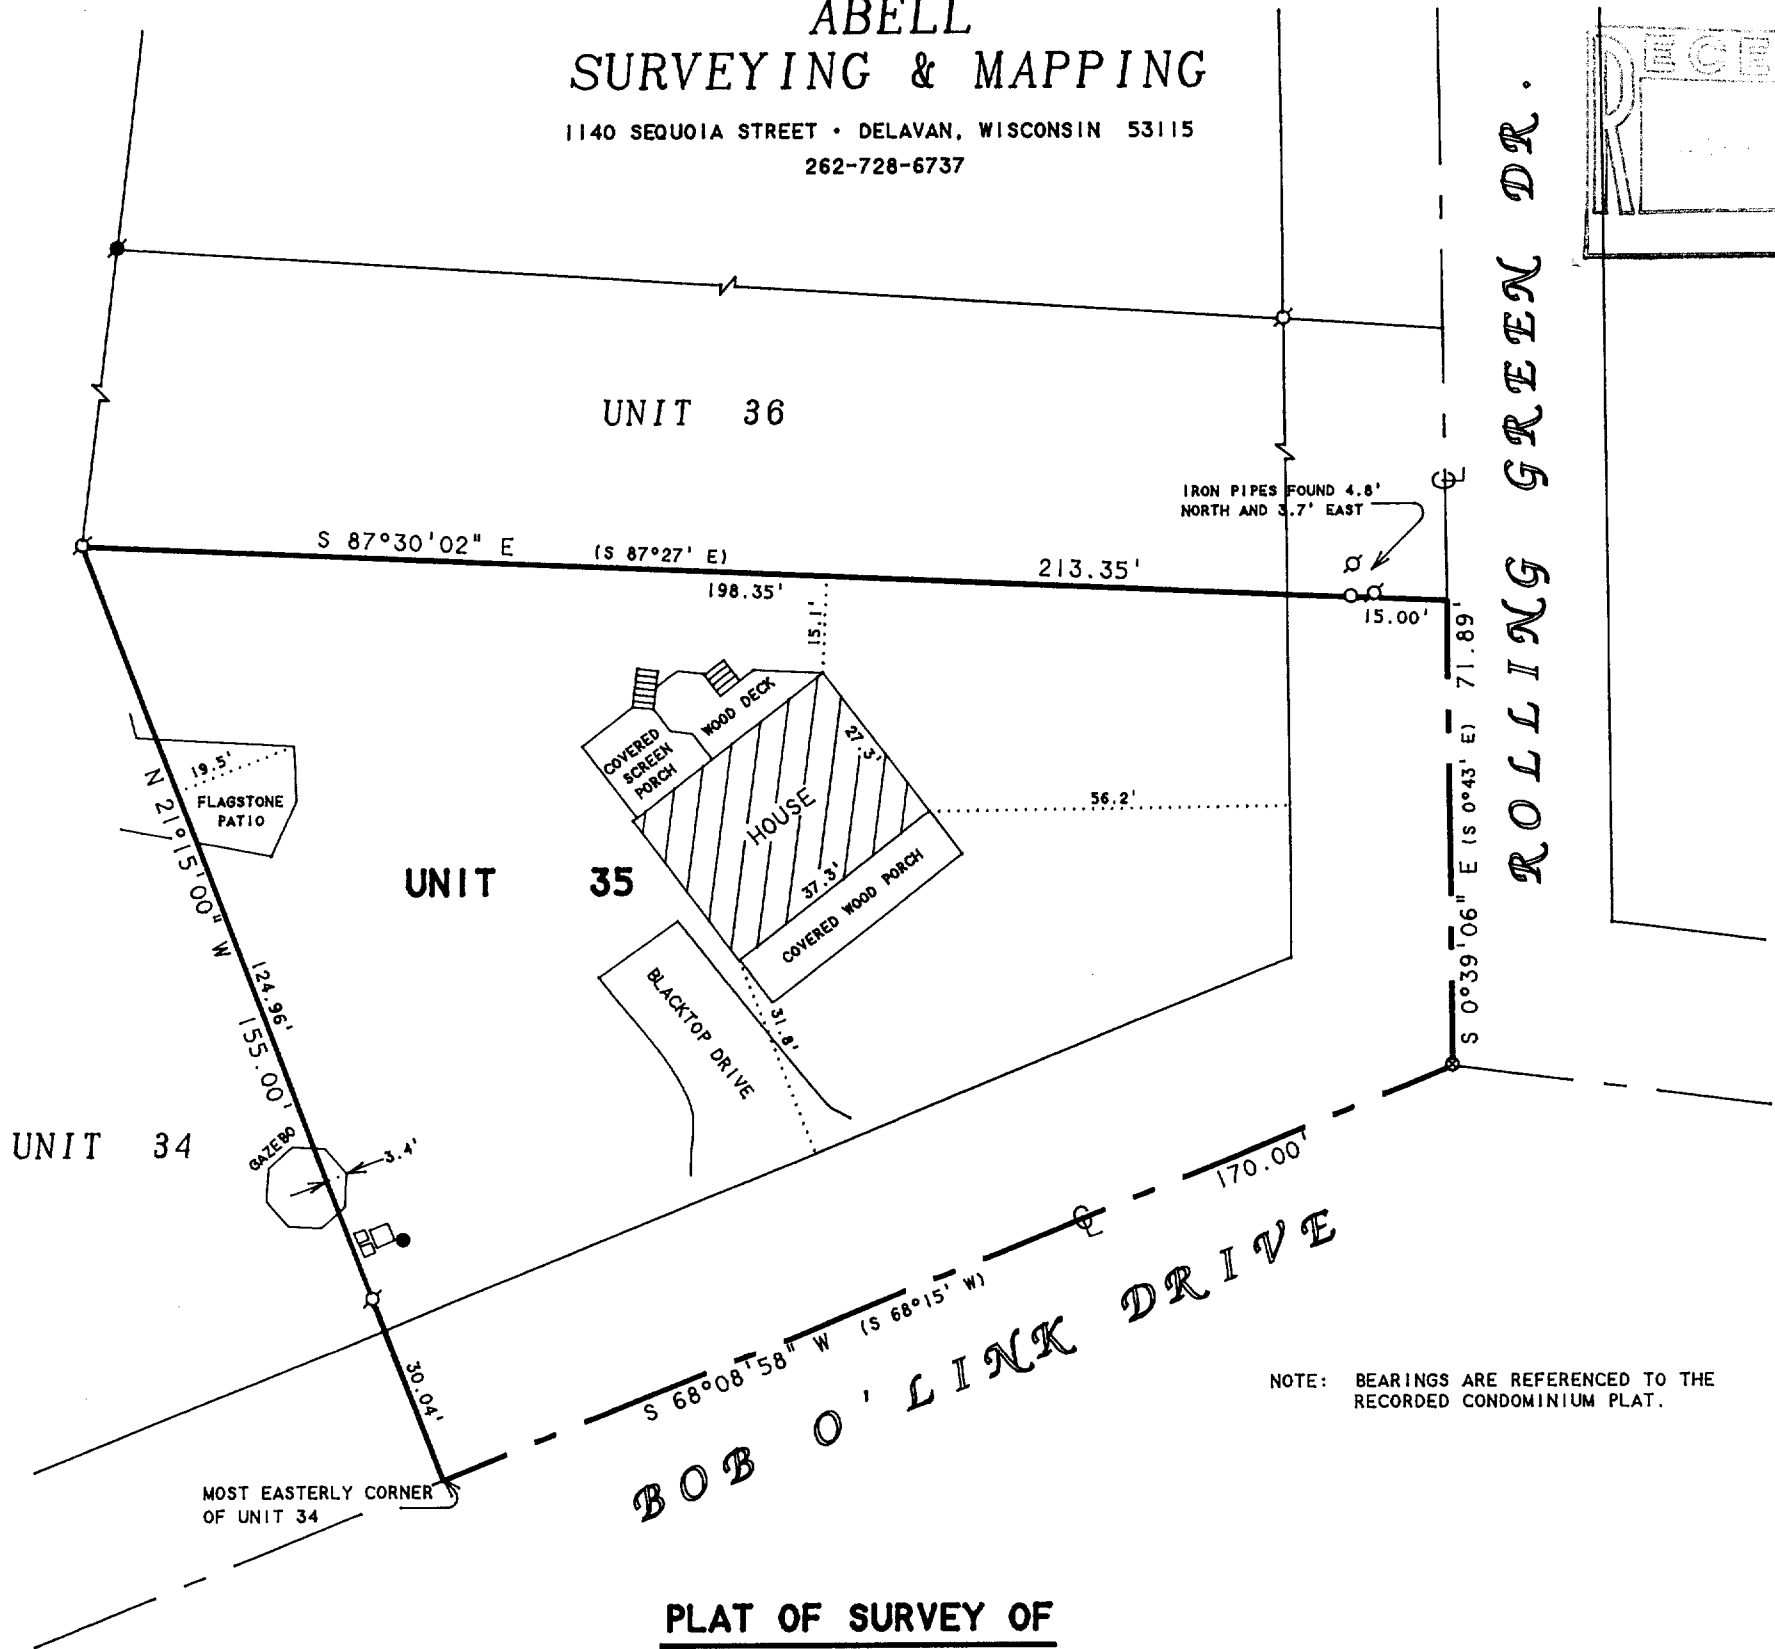 ABELL
SURVEYING & MAPPING
1140 SEQUOIA STREET • DELAVAN, WISCONSIN 53115
262-728-6737
ECE
ROLLING GREEN DR.
UNIT 36
IRON PIPES FOUND 4.8'
NORTH AND 3.7' EAST
S 87°30'02" E
(S 87°27' E)
198.35'
213.35'
15.00'
15.1'
71.89'
S 0°39'06" E (S 0°43' E)
WOOD DECK
COVERED
SCREEN
PORCH
27.3'
HOUSE
37.3'
COVERED WOOD PORCH
56.2'
19.5'
FLAGSTONE
PATIO
N 21°15'00" W
124.96'
155.00'
UNIT 35
BLACKTOP DRIVE
31.8'
UNIT 34
GAZEBO
3.4'
30.04'
170.00'
S 68°08'58" W (S 68°15' W)
BOB O'LINK DRIVE
NOTE: BEARINGS ARE REFERENCED TO THE
RECORDED CONDOMINIUM PLAT.
MOST EASTERLY CORNER
OF UNIT 34
PLAT OF SURVEY OF